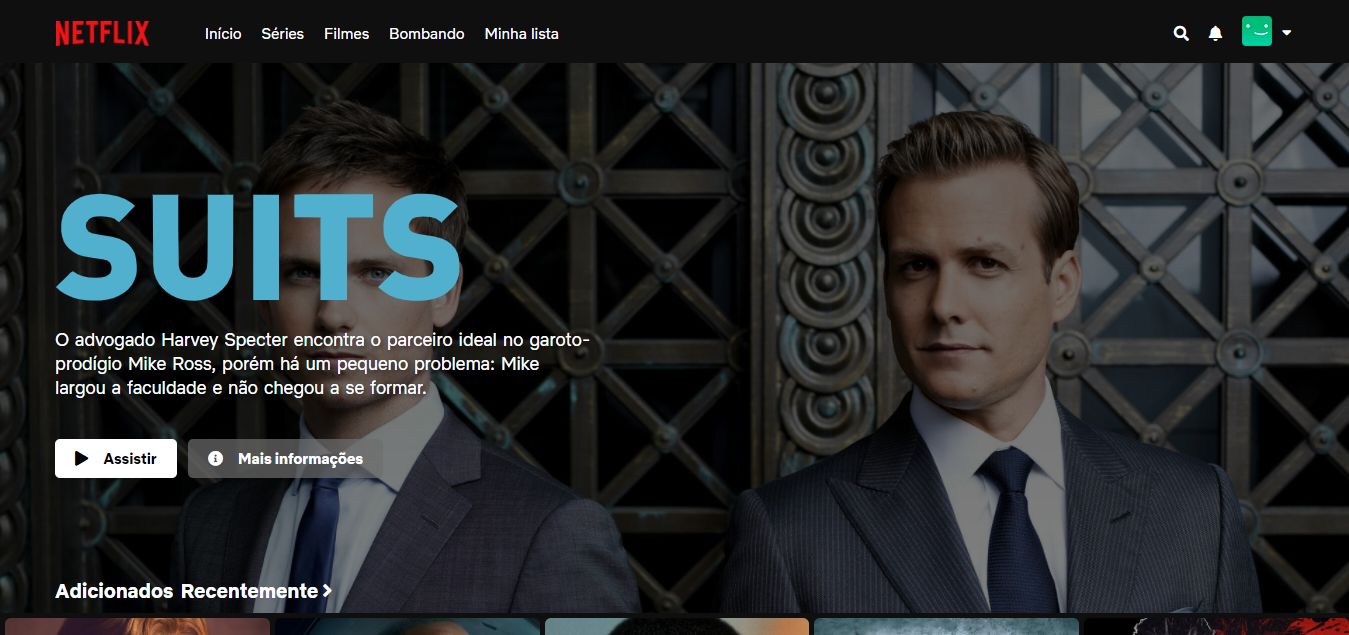 NETFLIX Início Séries Filmes Bombando Minha lista
SUITS
O advogado Harvey Specter encontra o parceiro ideal no garoto-
prodígio Mike Ross, porém há um pequeno problema: Mike
largou a faculdade e não chegou a se formar.
Assistir Mais informações
Adicionados Recentemente